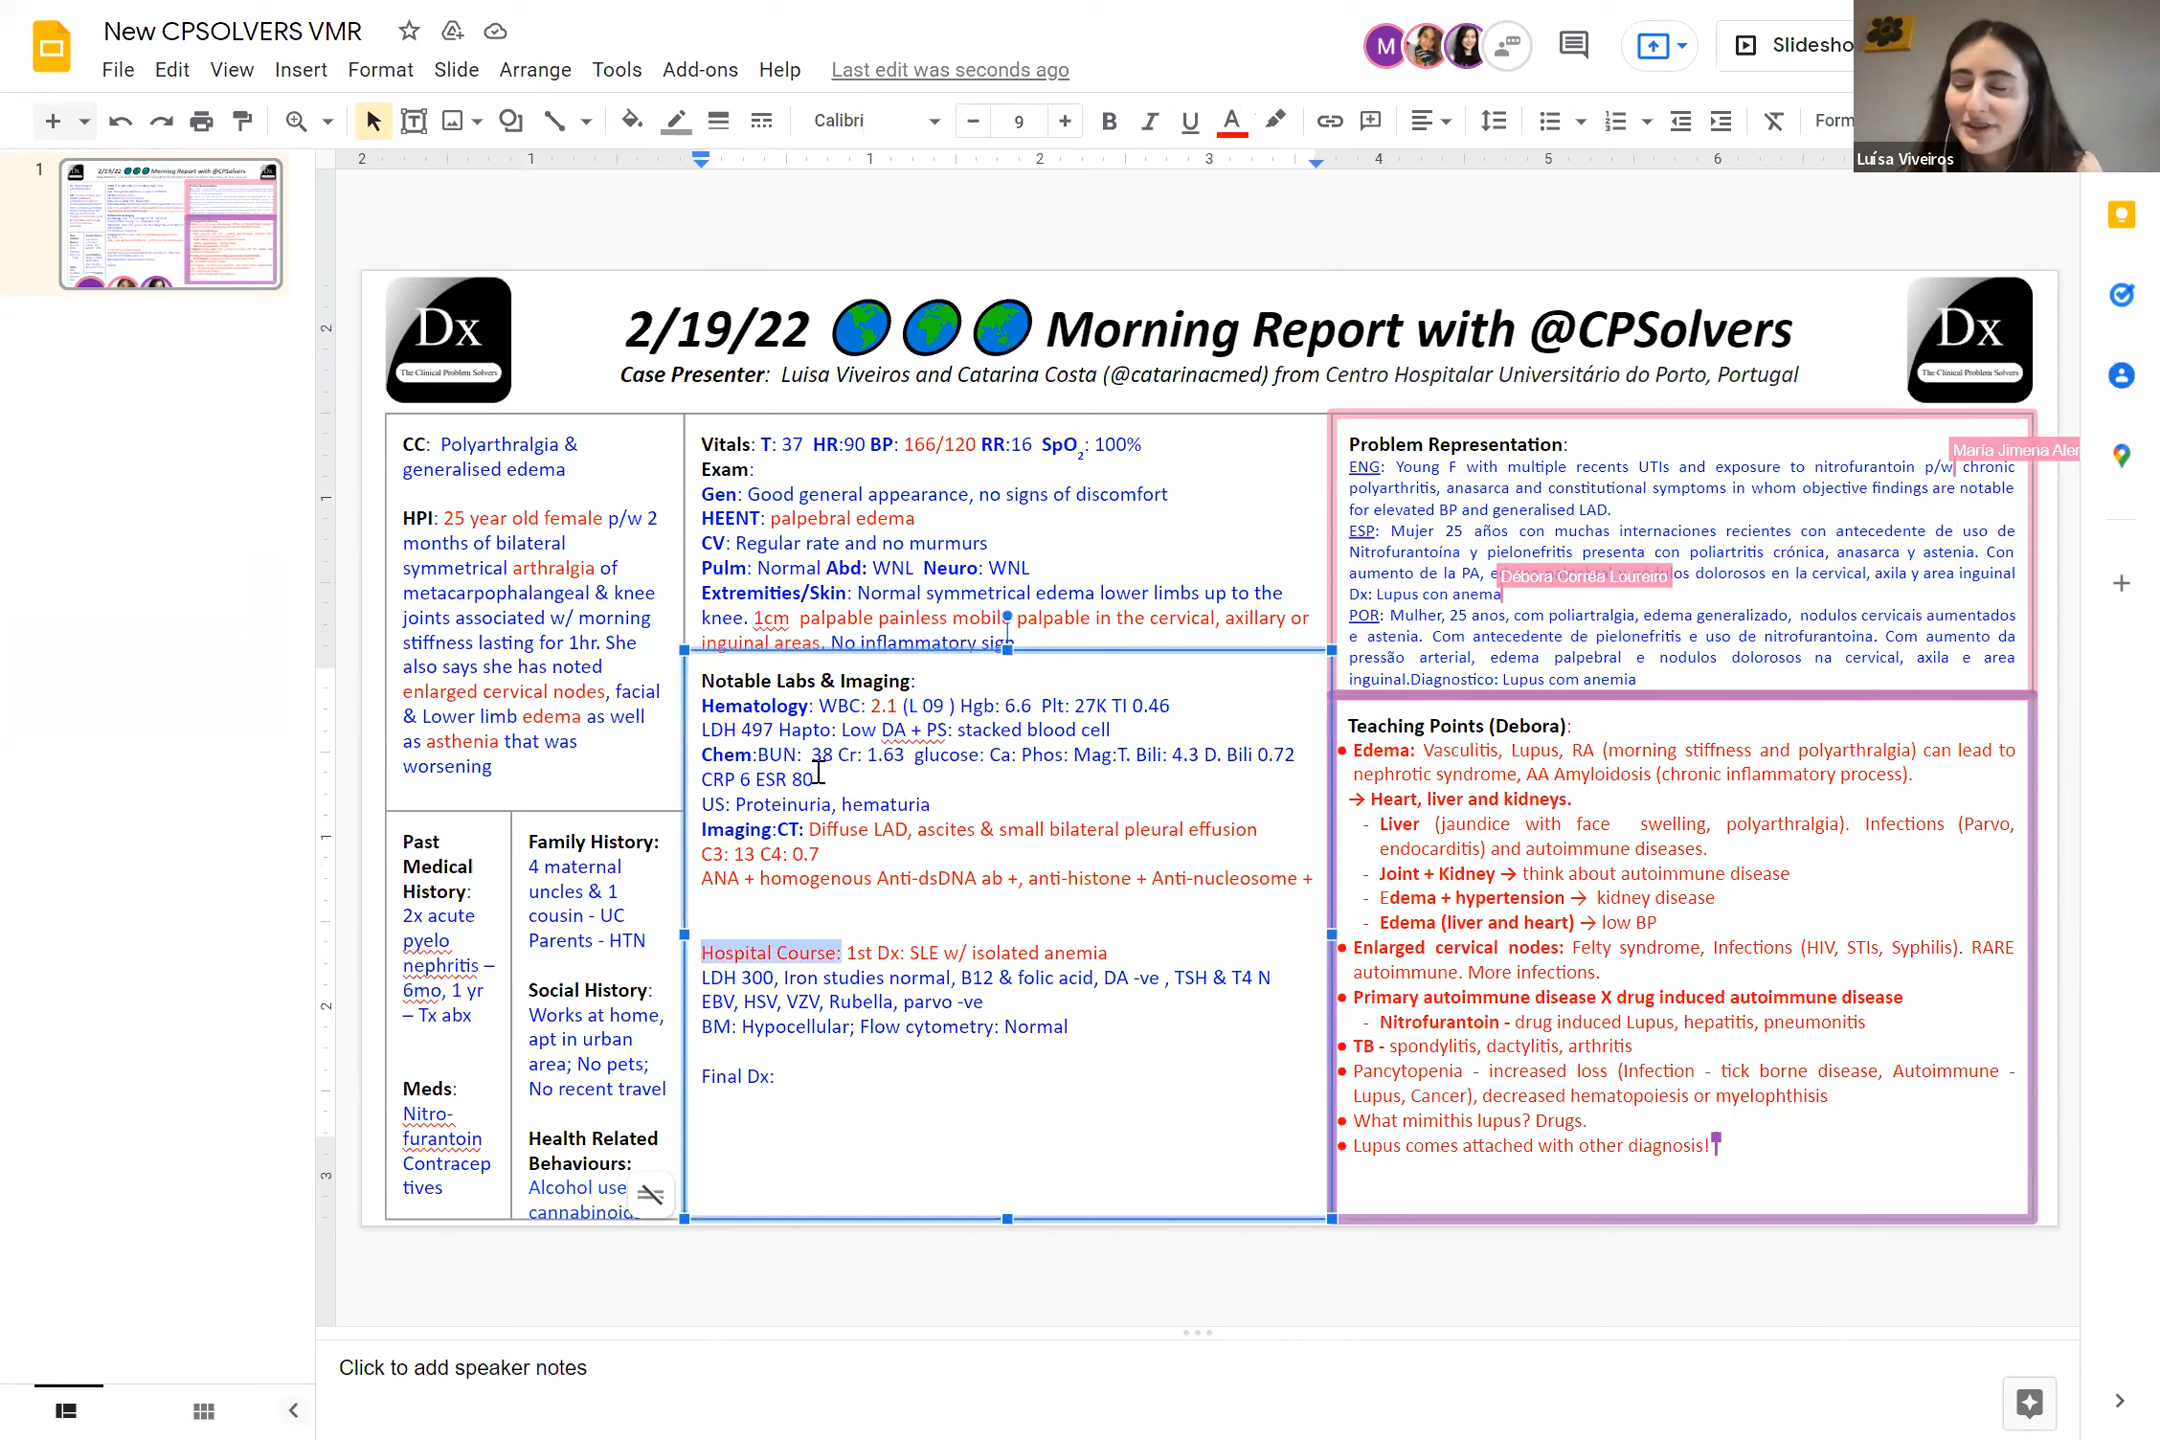 New CPSOLVERS VMR
File Edit View Insert Format Slide Arrange Tools Add-ons Help Last edit was seconds ago
M
Slidesho
Calibri
9
Form
Luísa Viveiros
1
2/19/22 Morning Report with @CPSolvers
Case Presenter: Luisa Viveiros and Catarina Costa (@catarinacmed) from Centro Hospitalar Universitário do Porto, Portugal
Dx
The Clinical Problem Solvers
Dx
The Clinical Problem Solvers
CC: Polyarthralgia &
generalised edema
HPI: 25 year old female p/w 2
months of bilateral
symmetrical arthralgia of
metacarpophalangeal & knee
joints associated w/ morning
stiffness lasting for 1hr. She
also says she has noted
enlarged cervical nodes, facial
& Lower limb edema as well
as asthenia that was
worsening
Past
Medical
History:
2x acute
pyelo
nephritis –
6mo, 1 yr
– Tx abx
Meds:
Nitro-
furantoin
Contracep
tives
Family History:
4 maternal
uncles & 1
cousin - UC
Parents - HTN
Social History:
Works at home,
apt in urban
area; No pets;
No recent travel
Health Related
Behaviours:
Alcohol use
cannabinoid
Vitals: T: 37 HR:90 BP: 166/120 RR:16 SpO2: 100%
Exam:
Gen: Good general appearance, no signs of discomfort
HEENT: palpebral edema
CV: Regular rate and no murmurs
Pulm: Normal Abd: WNL Neuro: WNL
Extremities/Skin: Normal symmetrical edema lower limbs up to the
knee. 1cm palpable painless mobile palpable in the cervical, axillary or
inguinal areas. No inflammatory sign
Notable Labs & Imaging:
Hematology: WBC: 2.1 (L 09 ) Hgb: 6.6 Plt: 27K TI 0.46
LDH 497 Hapto: Low DA + PS: stacked blood cell
Chem:BUN: 38 Cr: 1.63 glucose: Ca: Phos: Mag:T. Bili: 4.3 D. Bili 0.72
CRP 6 ESR 80
US: Proteinuria, hematuria
Imaging:CT: Diffuse LAD, ascites & small bilateral pleural effusion
C3: 13 C4: 0.7
ANA + homogenous Anti-dsDNA ab +, anti-histone + Anti-nucleosome +
Hospital Course: 1st Dx: SLE w/ isolated anemia
LDH 300, Iron studies normal, B12 & folic acid, DA -ve , TSH & T4 N
EBV, HSV, VZV, Rubella, parvo -ve
BM: Hypocellular; Flow cytometry: Normal
Final Dx:
Problem Representation:
María Jimena Aler
ENG: Young F with multiple recents UTIs and exposure to nitrofurantoin p/w chronic
polyarthritis, anasarca and constitutional symptoms in whom objective findings are notable
for elevated BP and generalised LAD.
ESP: Mujer 25 años con muchas internaciones recientes con antecedente de uso de
Nitrofurantoína y pielonefritis presenta con poliartritis crónica, anasarca y astenia. Con
aumento de la PA, dolorosos en la cervical, axila y area inguinal
Débora Corrêa Loureiro
Dx: Lupus con anema
POR: Mulher, 25 anos, com poliartralgia, edema generalizado, nodulos cervicais aumentados
e astenia. Com antecedente de pielonefritis e uso de nitrofurantoina. Com aumento da
pressão arterial, edema palpebral e nodulos dolorosos na cervical, axila e area
inguinal.Diagnostico: Lupus com anemia
Teaching Points (Debora):
● Edema: Vasculitis, Lupus, RA (morning stiffness and polyarthralgia) can lead to
nephrotic syndrome, AA Amyloidosis (chronic inflammatory process).
→ Heart, liver and kidneys.
- Liver (jaundice with face swelling, polyarthralgia). Infections (Parvo,
endocarditis) and autoimmune diseases.
- Joint + Kidney → think about autoimmune disease
- Edema + hypertension → kidney disease
- Edema (liver and heart) → low BP
● Enlarged cervical nodes: Felty syndrome, Infections (HIV, STIs, Syphilis). RARE
autoimmune. More infections.
● Primary autoimmune disease X drug induced autoimmune disease
- Nitrofurantoin - drug induced Lupus, hepatitis, pneumonitis
● TB - spondylitis, dactylitis, arthritis
● Pancytopenia - increased loss (Infection - tick borne disease, Autoimmune -
Lupus, Cancer), decreased hematopoiesis or myelophthisis
● What mimithis lupus? Drugs.
● Lupus comes attached with other diagnosis!
Click to add speaker notes